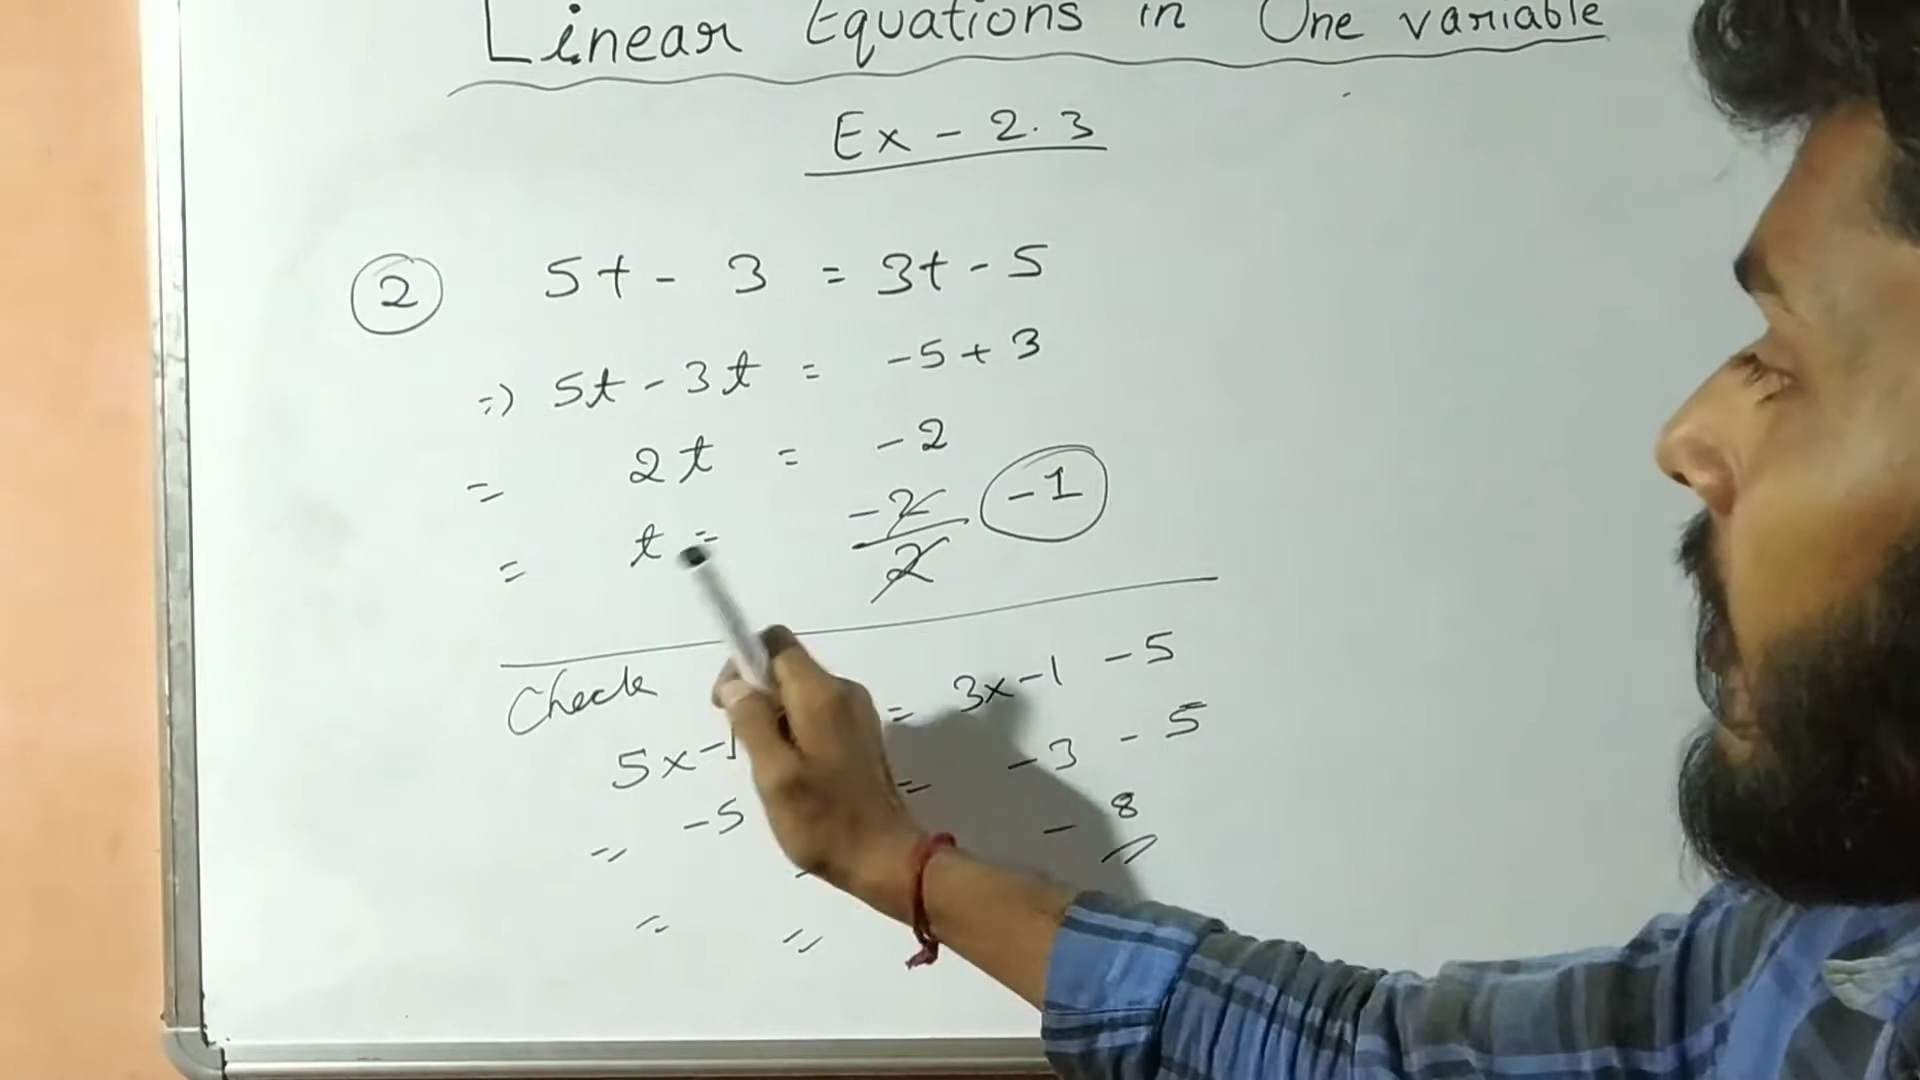 Linear Equations in One variable
Ex - 2.3
② 5t - 3 = 3t - 5
=) 5t - 3t = -5 + 3
= 2t = -2
= t = -2/2 -1
Check
5x-1 = 3x-1 -5
= -5 = -3 - 5
= = - 8